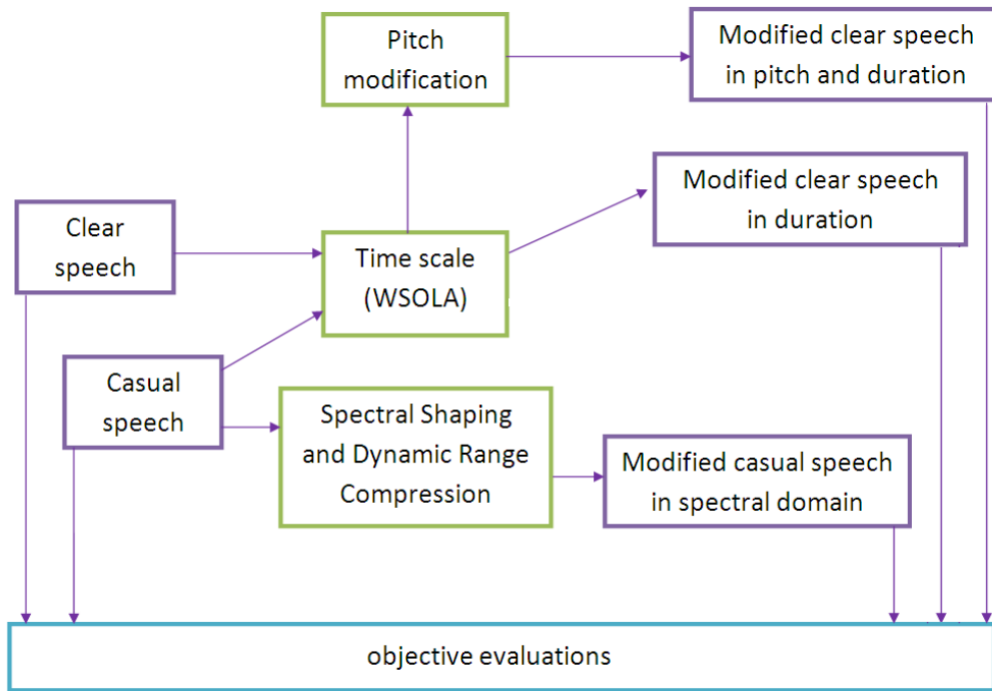 Pitch
modification
Modified clear speech
in pitch and duration
Modified clear speech
in duration
Clear
speech
Time scale
(WSOLA)
Casual
speech
Spectral Shaping
and Dynamic Range
Compression
Modified casual speech
in spectral domain
objective evaluations